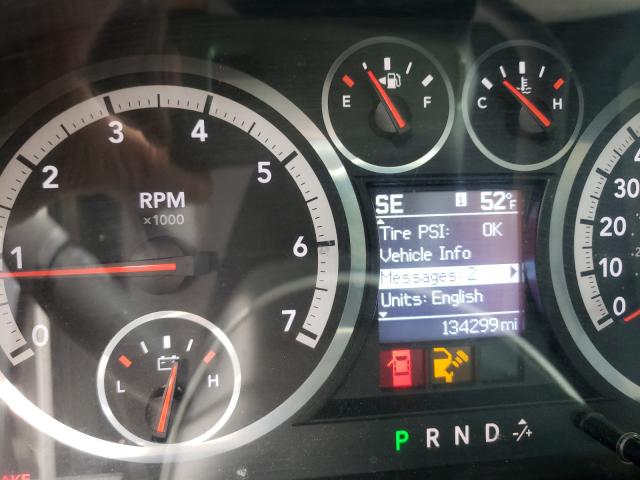 E F
C H
0
1
2
3
4
5
6
7
RPM
×1000
L H
SE 52°F
Tire PSI: OK
Vehicle Info
Messages: 2
Units: English
134299 mi
P R N D -/+
30
20
10
0